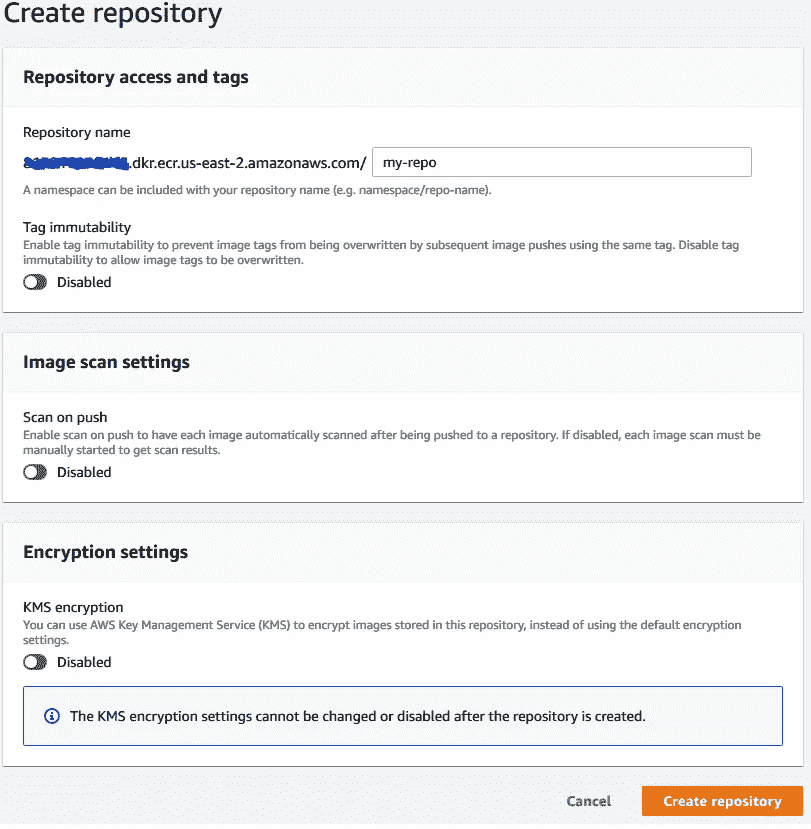 Create repository
Repository access and tags
Repository name
.dkr.ecr.us-east-2.amazonaws.com/ my-repo
A namespace can be included with your repository name (e.g. namespace/repo-name).
Tag immutability
Enable tag immutability to prevent image tags from being overwritten by subsequent image pushes using the same tag. Disable tag
immutability to allow image tags to be overwritten.
Disabled
Image scan settings
Scan on push
Enable scan on push to have each image automatically scanned after being pushed to a repository. If disabled, each image scan must be
manually started to get scan results.
Disabled
Encryption settings
KMS encryption
You can use AWS Key Management Service (KMS) to encrypt images stored in this repository, instead of using the default encryption
settings.
Disabled
The KMS encryption settings cannot be changed or disabled after the repository is created.
Cancel Create repository